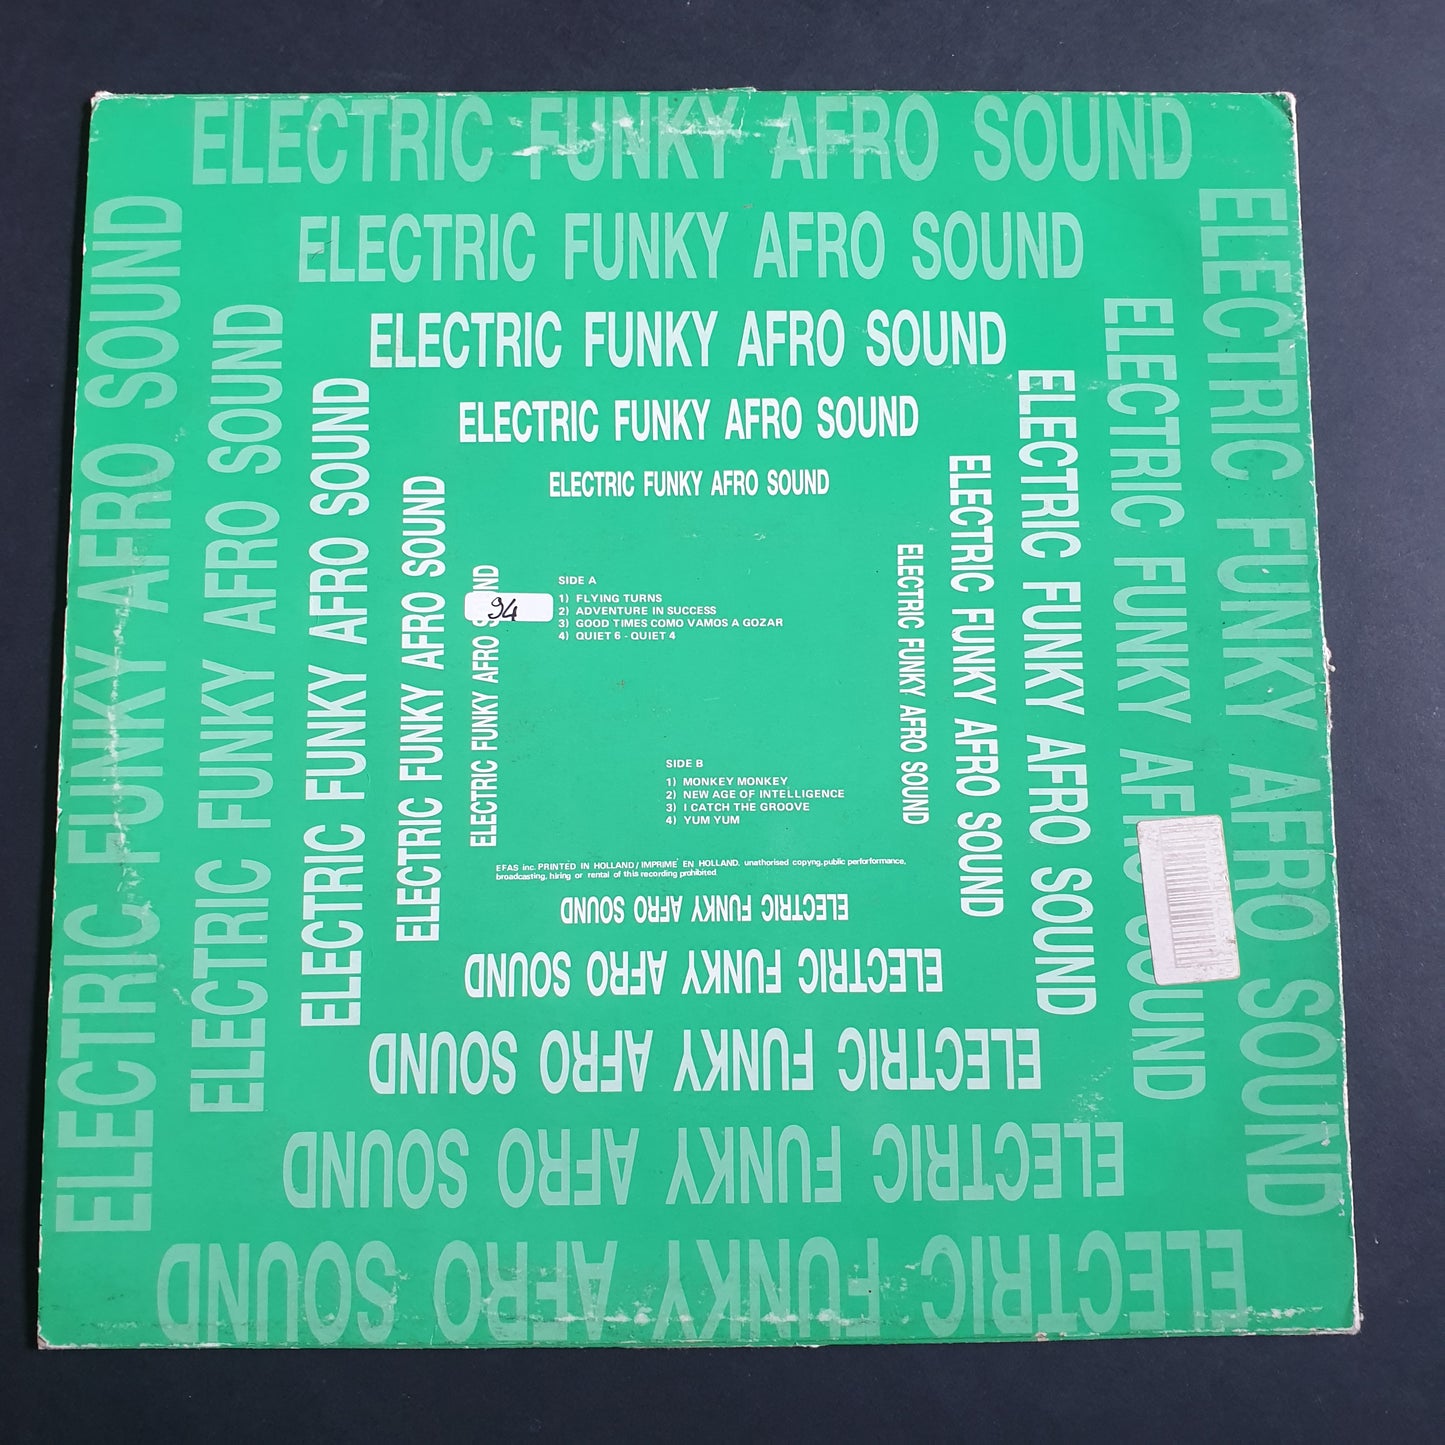 ELECTRIC FUNKY AFRO SOUND
ELECTRIC FUNKY AFRO SOUND
ELECTRIC FUNKY AFRO SOUND
ELECTRIC FUNKY AFRO SOUND
ELECTRIC FUNKY AFRO SOUND
ELECTRIC FUNKY AFRO SOUND
ELECTRIC FUNKY AFRO SOUND
ELECTRIC FUNKY AFRO SOUND
ELECTRIC FUNKY AFRO SOUND
ELECTRIC FUNKY AFRO SOUND
94
SIDE A
1) FLYING TURNS
2) ADVENTURE IN SUCCESS
3) GOOD TIMES COMO VAMOS A GOZAR
4) QUIET 6 - QUIET 4
SIDE B
1) MONKEY MONKEY
2) NEW AGE OF INTELLIGENCE
3) I CATCH THE GROOVE
4) YUM YUM
EFAS inc. PRINTED IN HOLLAND/IMPRIMÉ EN HOLLAND. unauthorised copyng,public perforformance,
broadcasting, hiring or rental of this recording prohibited.
ELECTRIC FUNKY AFRO SOUND
ELECTRIC FUNKY AFRO SOUND
ELECTRIC FUNKY AFRO SOUND
ELECTRIC FUNKY AFRO SOUND
ELECTRIC FUNKY AFRO SOUND
ELECTRIC FUNKY AFRO SOUND
ELECTRIC FUNKY AFRO SOUND
ELECTRIC FUNKY AFRO SOUND
ELECTRIC FUNKY AFRO SOUND
ELECTRIC FUNKY AFRO SOUND